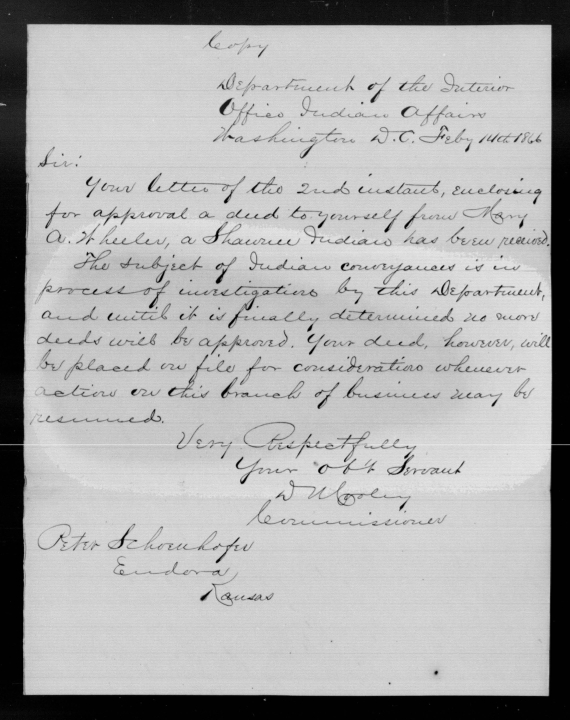 Copy
Department of the Interior
Office Indian Affairs
Washington D.C. Feby 14th 1866
Sir:
Your letter of the 2nd instant, enclosing
for approval a deed to yourself from Mary
A. Wheeler, a Shawnee Indian has been received.
The subject of Indian conveyances is in
process of investigation by this Department,
and until it is finally determined no more
deeds will be approved. Your deed, however, will
be placed on file for consideration whenever
action on this branch of business may be
resumed.
Very Respectfully
Your obt Servant
D N Cooley
Commissioner
Peter Schoenhofer
Eudora
Kansas